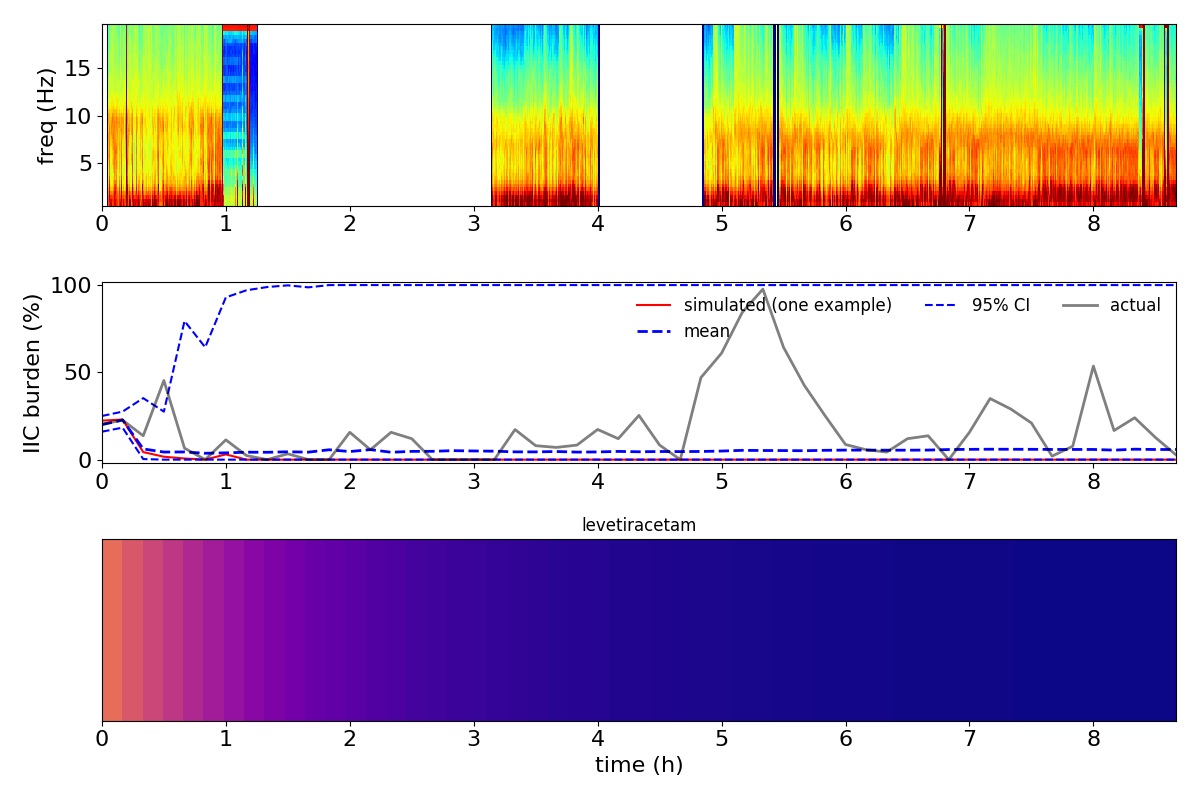 freq (Hz)
15
10
5
0 1 2 3 4 5 6 7 8
IIC burden (%)
100
50
0
simulated (one example) 95% CI actual
mean
0 1 2 3 4 5 6 7 8
levetiracetam
0 1 2 3 4 5 6 7 8
time (h)